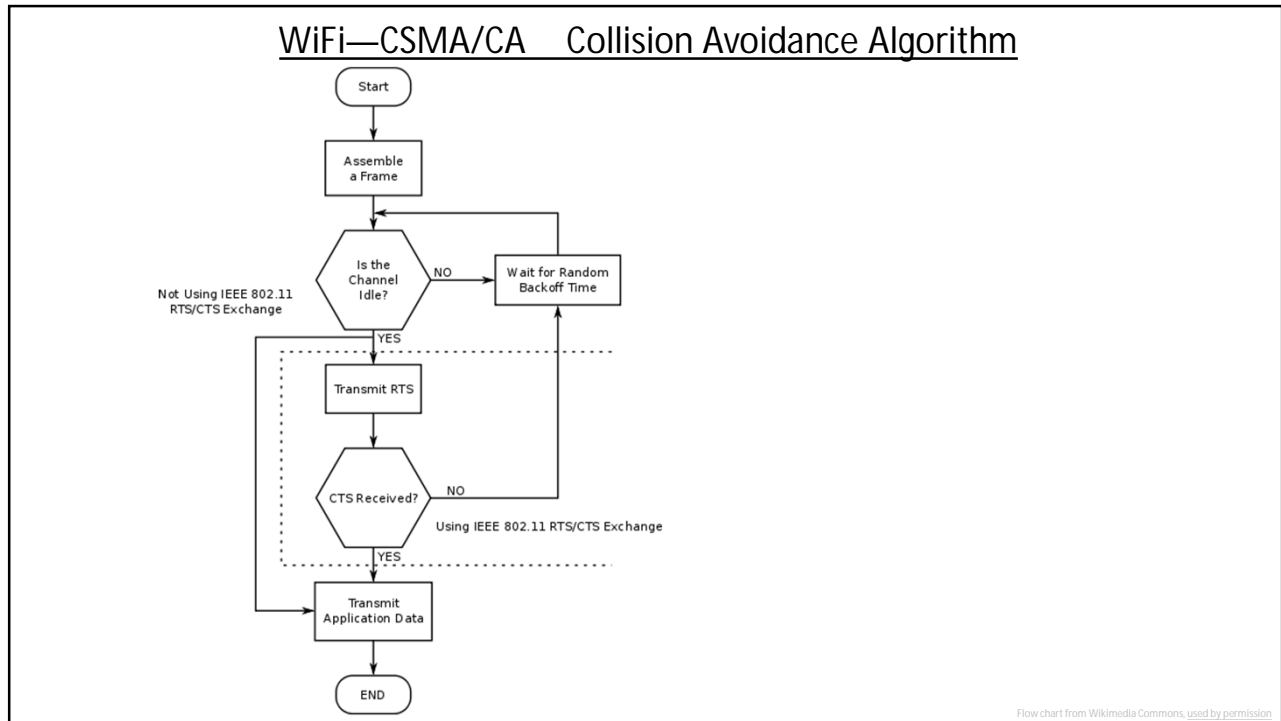 WiFi—CSMA/CA Collision Avoidance Algorithm
Start
Assemble
a Frame
Is the
Channel
Idle?
NO
Wait for Random
Backoff Time
Not Using IEEE 802.11
RTS/CTS Exchange
YES
Transmit RTS
CTS Received?
NO
Using IEEE 802.11 RTS/CTS Exchange
YES
Transmit
Application Data
END
Flow chart from Wikimedia Commons, used by permission